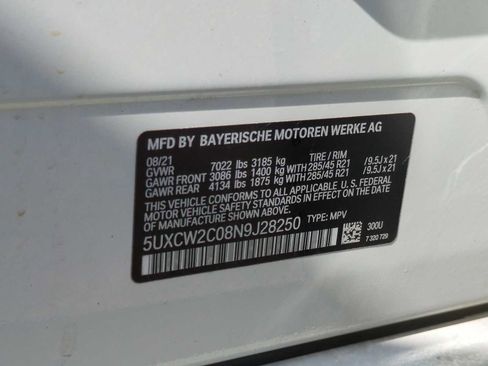 MFD BY BAYERISCHE MOTOREN WERKE AG
08/21 TIRE / RIM
GVWR 7022 lbs 3185 kg
GAWR FRONT 3086 lbs 1400 kg 285/45 R21 / 9.5J x 21
GAWR REAR 4134 lbs 1875 kg 285/45 R21 / 9.5J x 21
THIS VEHICLE CONFORMS TO ALL APPLICABLE U.S. FEDERAL
MOTOR VEHICLE SAFETY STANDARDS IN EFFECT ON THE DATE
OF MANUFACTURE SHOWN ABOVE.
5UXCW2C08N9J28250 TYPE: MPV
300U
7 320 729